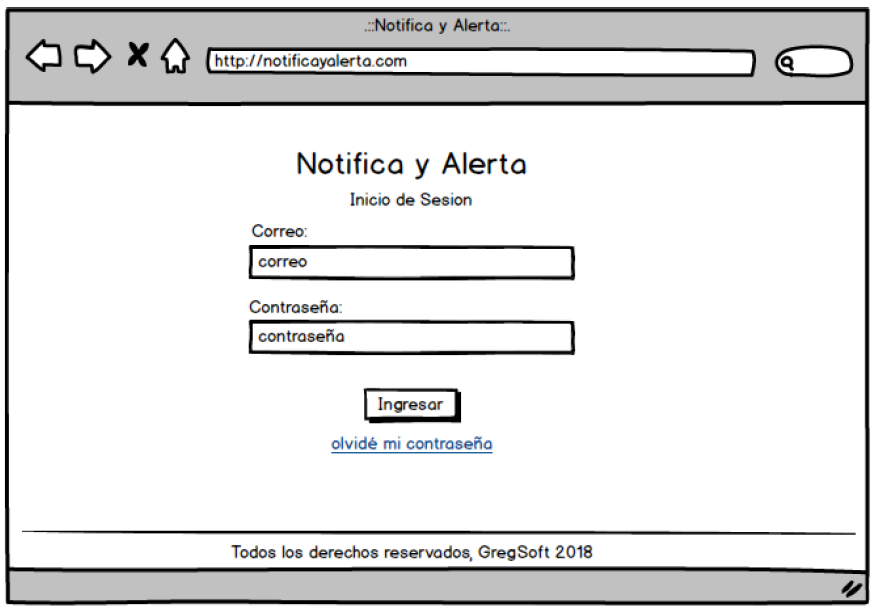 .::Notifica y Alerta::.
http://notificayalerta.com
Notifica y Alerta
Inicio de Sesion
Correo:
correo
Contraseña:
contraseña
Ingresar
olvidé mi contraseña
Todos los derechos reservados, GregSoft 2018